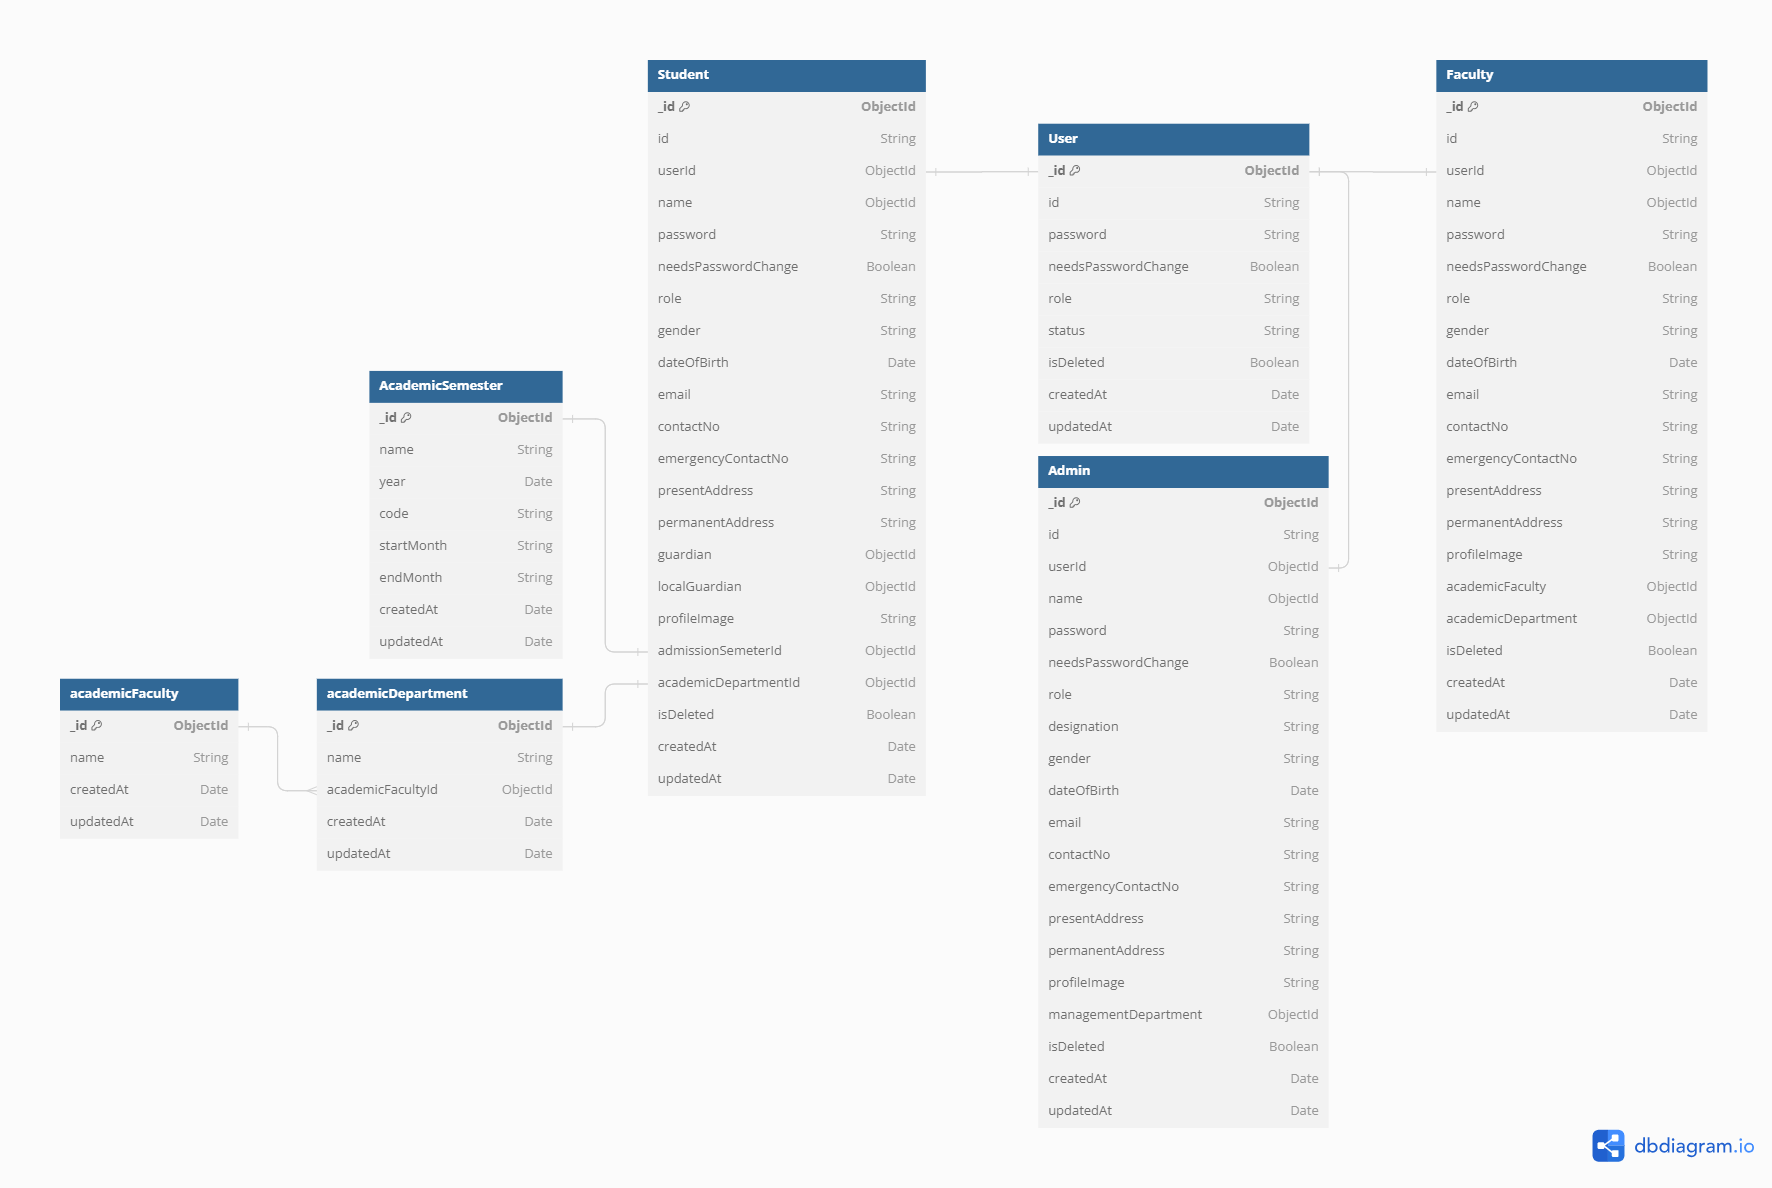 Student
_id ObjectId
id String
userId ObjectId
name ObjectId
password String
needsPasswordChange Boolean
role String
gender String
dateOfBirth Date
email String
contactNo String
emergencyContactNo String
presentAddress String
permanentAddress String
guardian ObjectId
localGuardian ObjectId
profileImage String
admissionSemeterId ObjectId
academicDepartmentId ObjectId
isDeleted Boolean
createdAt Date
updatedAt Date
User
_id ObjectId
id String
password String
needsPasswordChange Boolean
role String
status String
isDeleted Boolean
createdAt Date
updatedAt Date
Faculty
_id ObjectId
id String
userId ObjectId
name ObjectId
password String
needsPasswordChange Boolean
role String
gender String
dateOfBirth Date
email String
contactNo String
emergencyContactNo String
presentAddress String
permanentAddress String
profileImage String
academicFaculty ObjectId
academicDepartment ObjectId
isDeleted Boolean
createdAt Date
updatedAt Date
AcademicSemester
_id ObjectId
name String
year Date
code String
startMonth String
endMonth String
createdAt Date
updatedAt Date
Admin
_id ObjectId
id String
userId ObjectId
name ObjectId
password String
needsPasswordChange Boolean
role String
designation String
gender String
dateOfBirth Date
email String
contactNo String
emergencyContactNo String
presentAddress String
permanentAddress String
profileImage String
managementDepartment ObjectId
isDeleted Boolean
createdAt Date
updatedAt Date
academicFaculty
_id ObjectId
name String
createdAt Date
updatedAt Date
academicDepartment
_id ObjectId
name String
academicFacultyId ObjectId
createdAt Date
updatedAt Date
dbdiagram.io